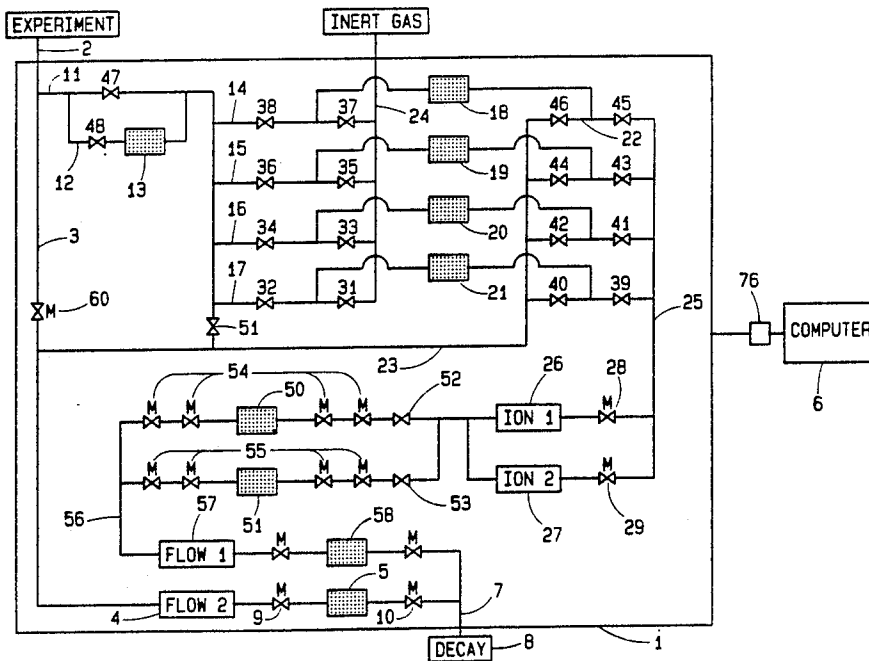 EXPERIMENT
INERT GAS
2
11
47
48
12
13
14
38
37
24
18
46
45
22
15
36
35
19
44
43
16
34
33
20
42
41
3
17
32
31
21
40
39
25
76
M
60
51
23
COMPUTER
6
54
50
52
26
28
M
M
M
M
M
ION 1
55
M
M
M
M
M
ION 2
51
53
27
29
56
57
58
FLOW 1
M
M
5
FLOW 2
M
M
7
4
9
10
DECAY
8
1